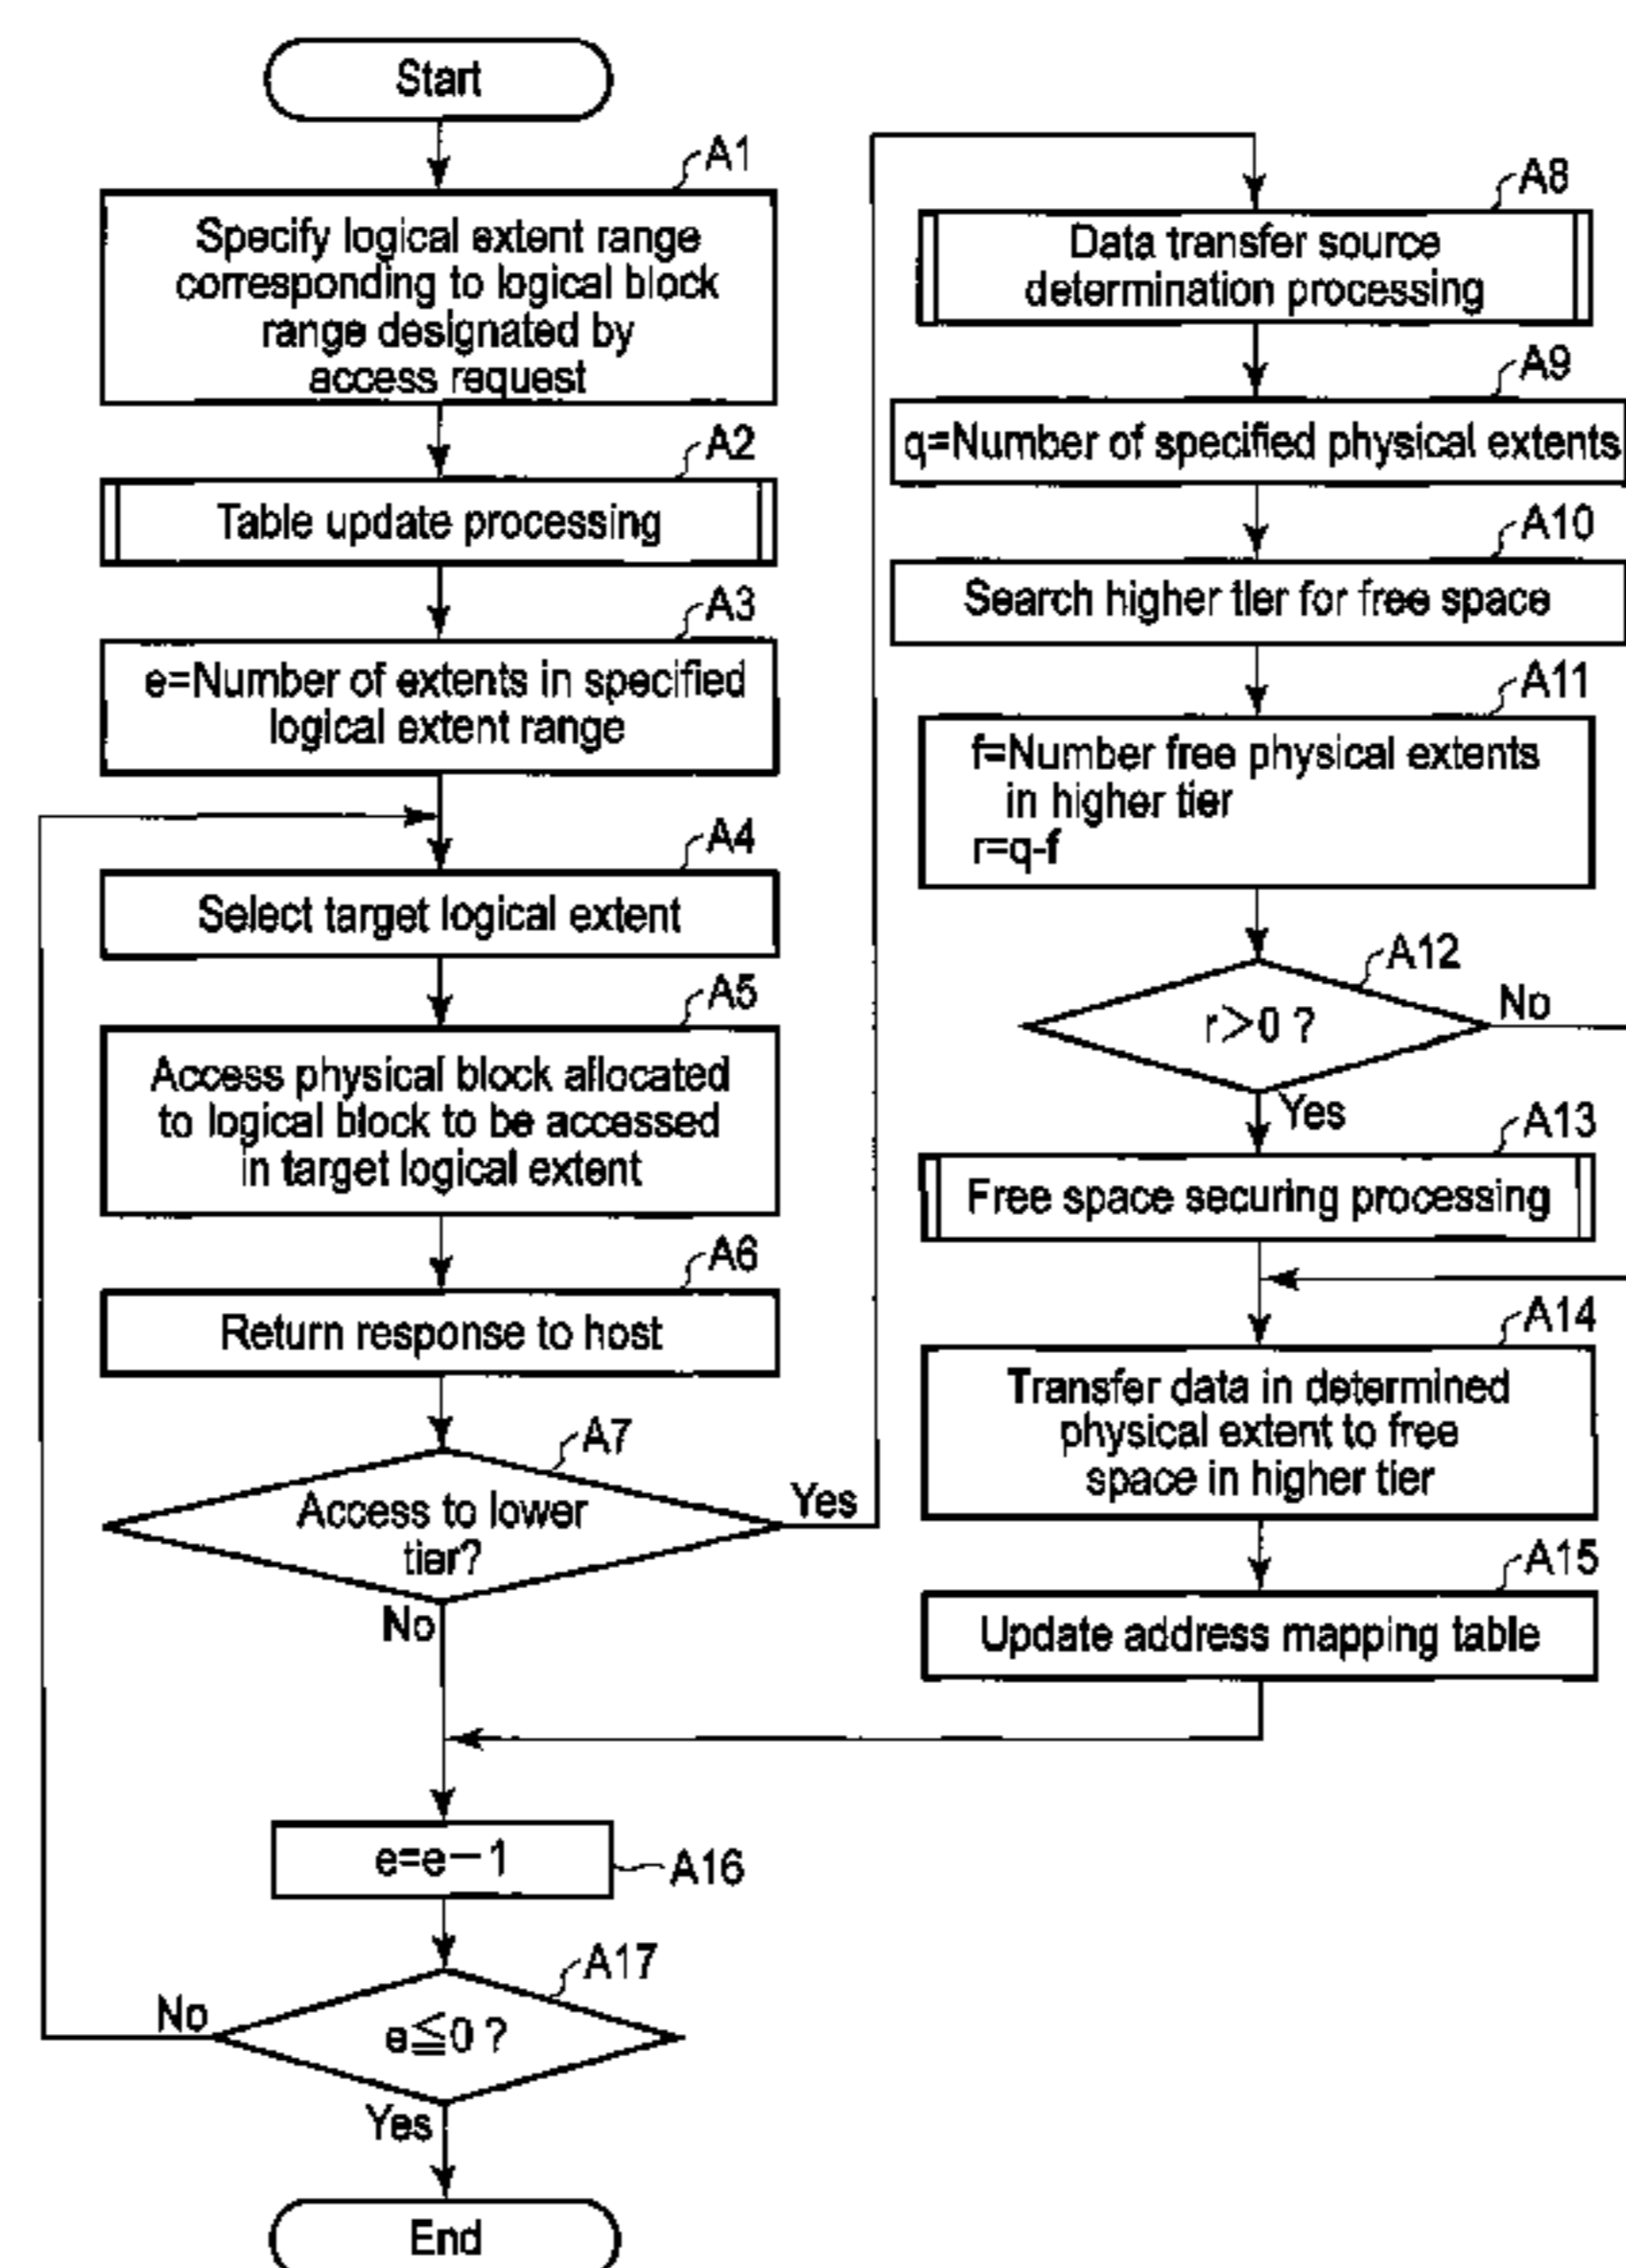 Start
A1
Specify logical extent range
corresponding to logical block
range designated by
access request
A2
Table update processing
A3
e=Number of extents in specified
logical extent range
A4
Select target logical extent
A5
Access physical block allocated
to logical block to be accessed
in target logical extent
A6
Return response to host
A7
Access to lower
tier?
Yes
No
A8
Data transfer source
determination processing
A9
q=Number of specified physical extents
A10
Search higher tier for free space
A11
f=Number free physical extents
in higher tier
r=q-f
A12
r>0 ?
No
Yes
A13
Free space securing processing
A14
Transfer data in determined
physical extent to free
space in higher tier
A15
Update address mapping table
e=e−1
A16
A17
e≦0 ?
No
Yes
End